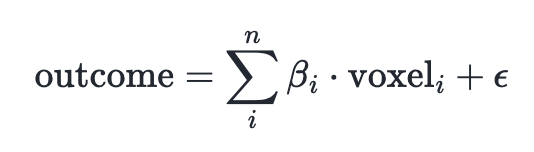 outcome = \sum_{i}^{n} \beta_i \cdot \text{voxel}_i + \epsilon